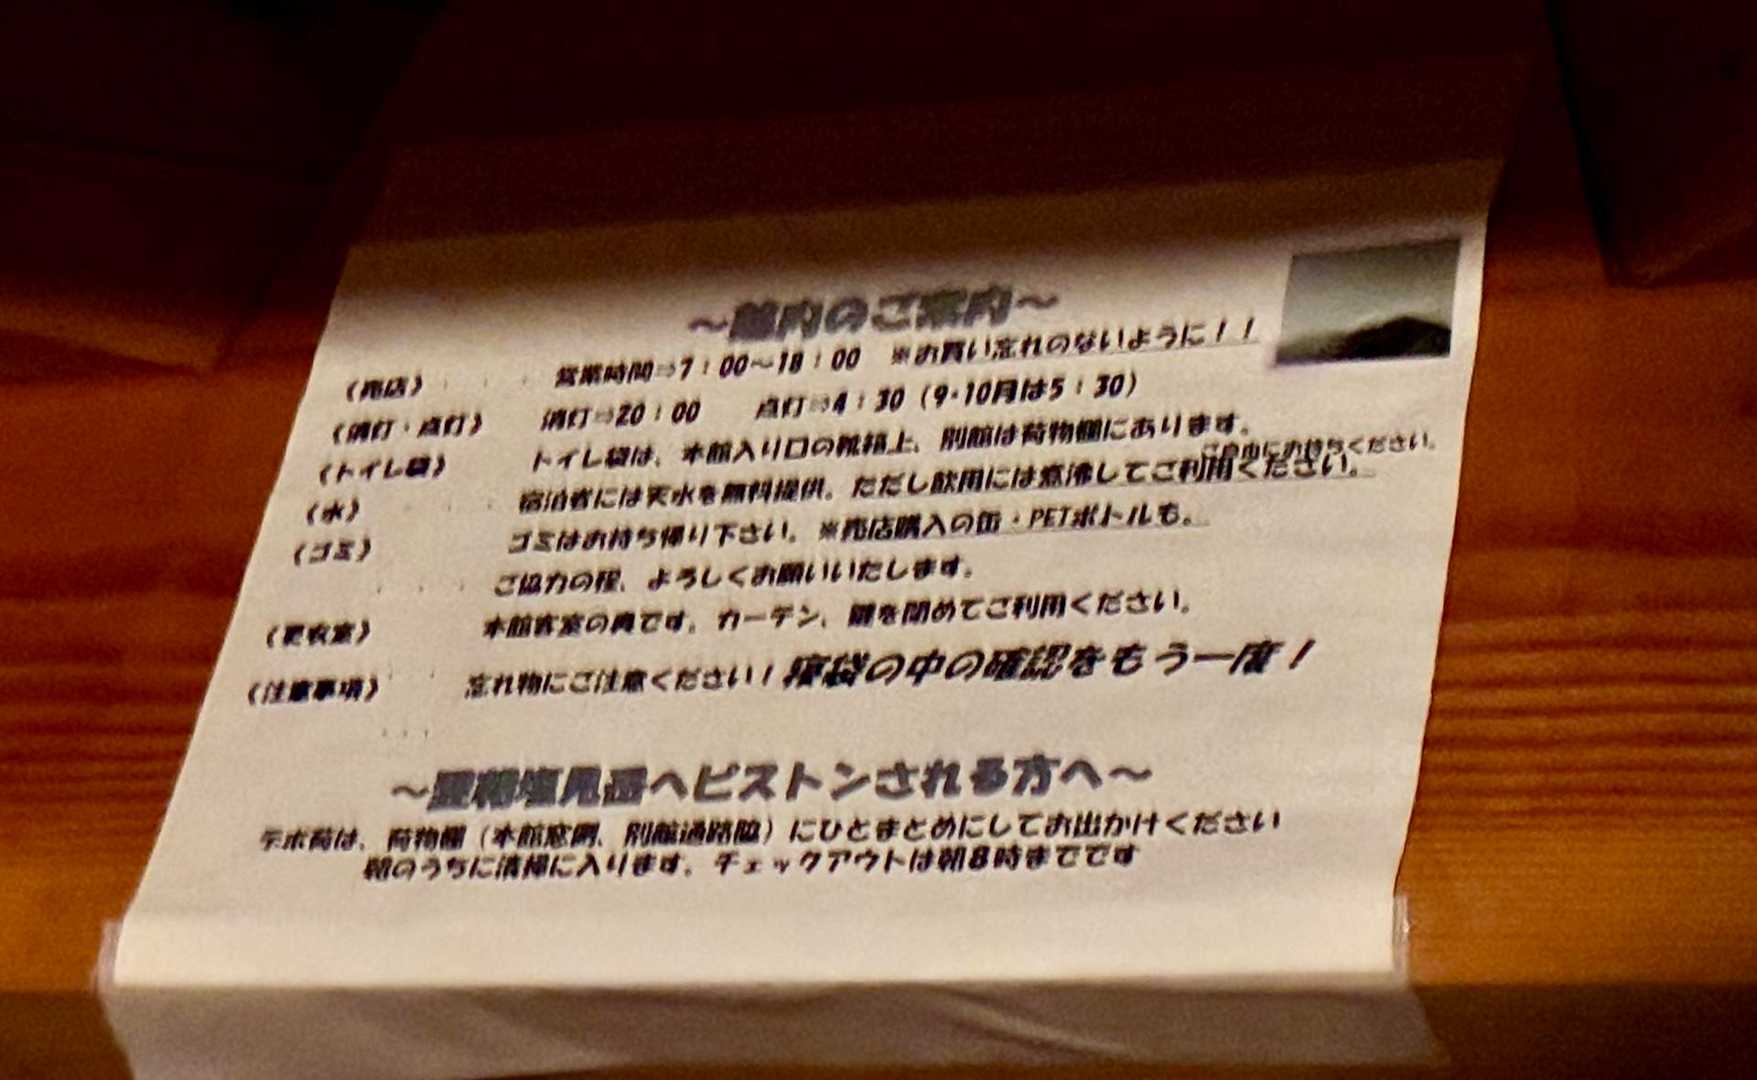 ～館内のご案内～
《売店》 営業時間⇒7：00～18：00 ※お買い忘れのないように！！
《消灯・点灯》 消灯⇒20：00 点灯⇒4：30（9・10月は5：30）
《トイレ袋》 トイレ袋は、本館入り口の靴箱上、別館は荷物棚にあります。
ご自由にお持ちください。
《水》 宿泊者には天水を無料提供。ただし飲用には煮沸してご利用ください。
《ゴミ》 ゴミはお持ち帰り下さい。※売店購入の缶・PETボトルも。
ご協力の程、よろしくお願いいたします。
《更衣室》 本館客室の奥です。カーテン、鍵を閉めてご利用ください。
《注意事項》 忘れ物にご注意ください！寝袋の中の確認をもう一度！
～聖稜塩見岳へピストンされる方へ～
デポ荷は、荷物棚（本館窓側、別館通路脇）にひとまとめにしてお出かけください
朝のうちに清掃に入ります。チェックアウトは朝8時までです